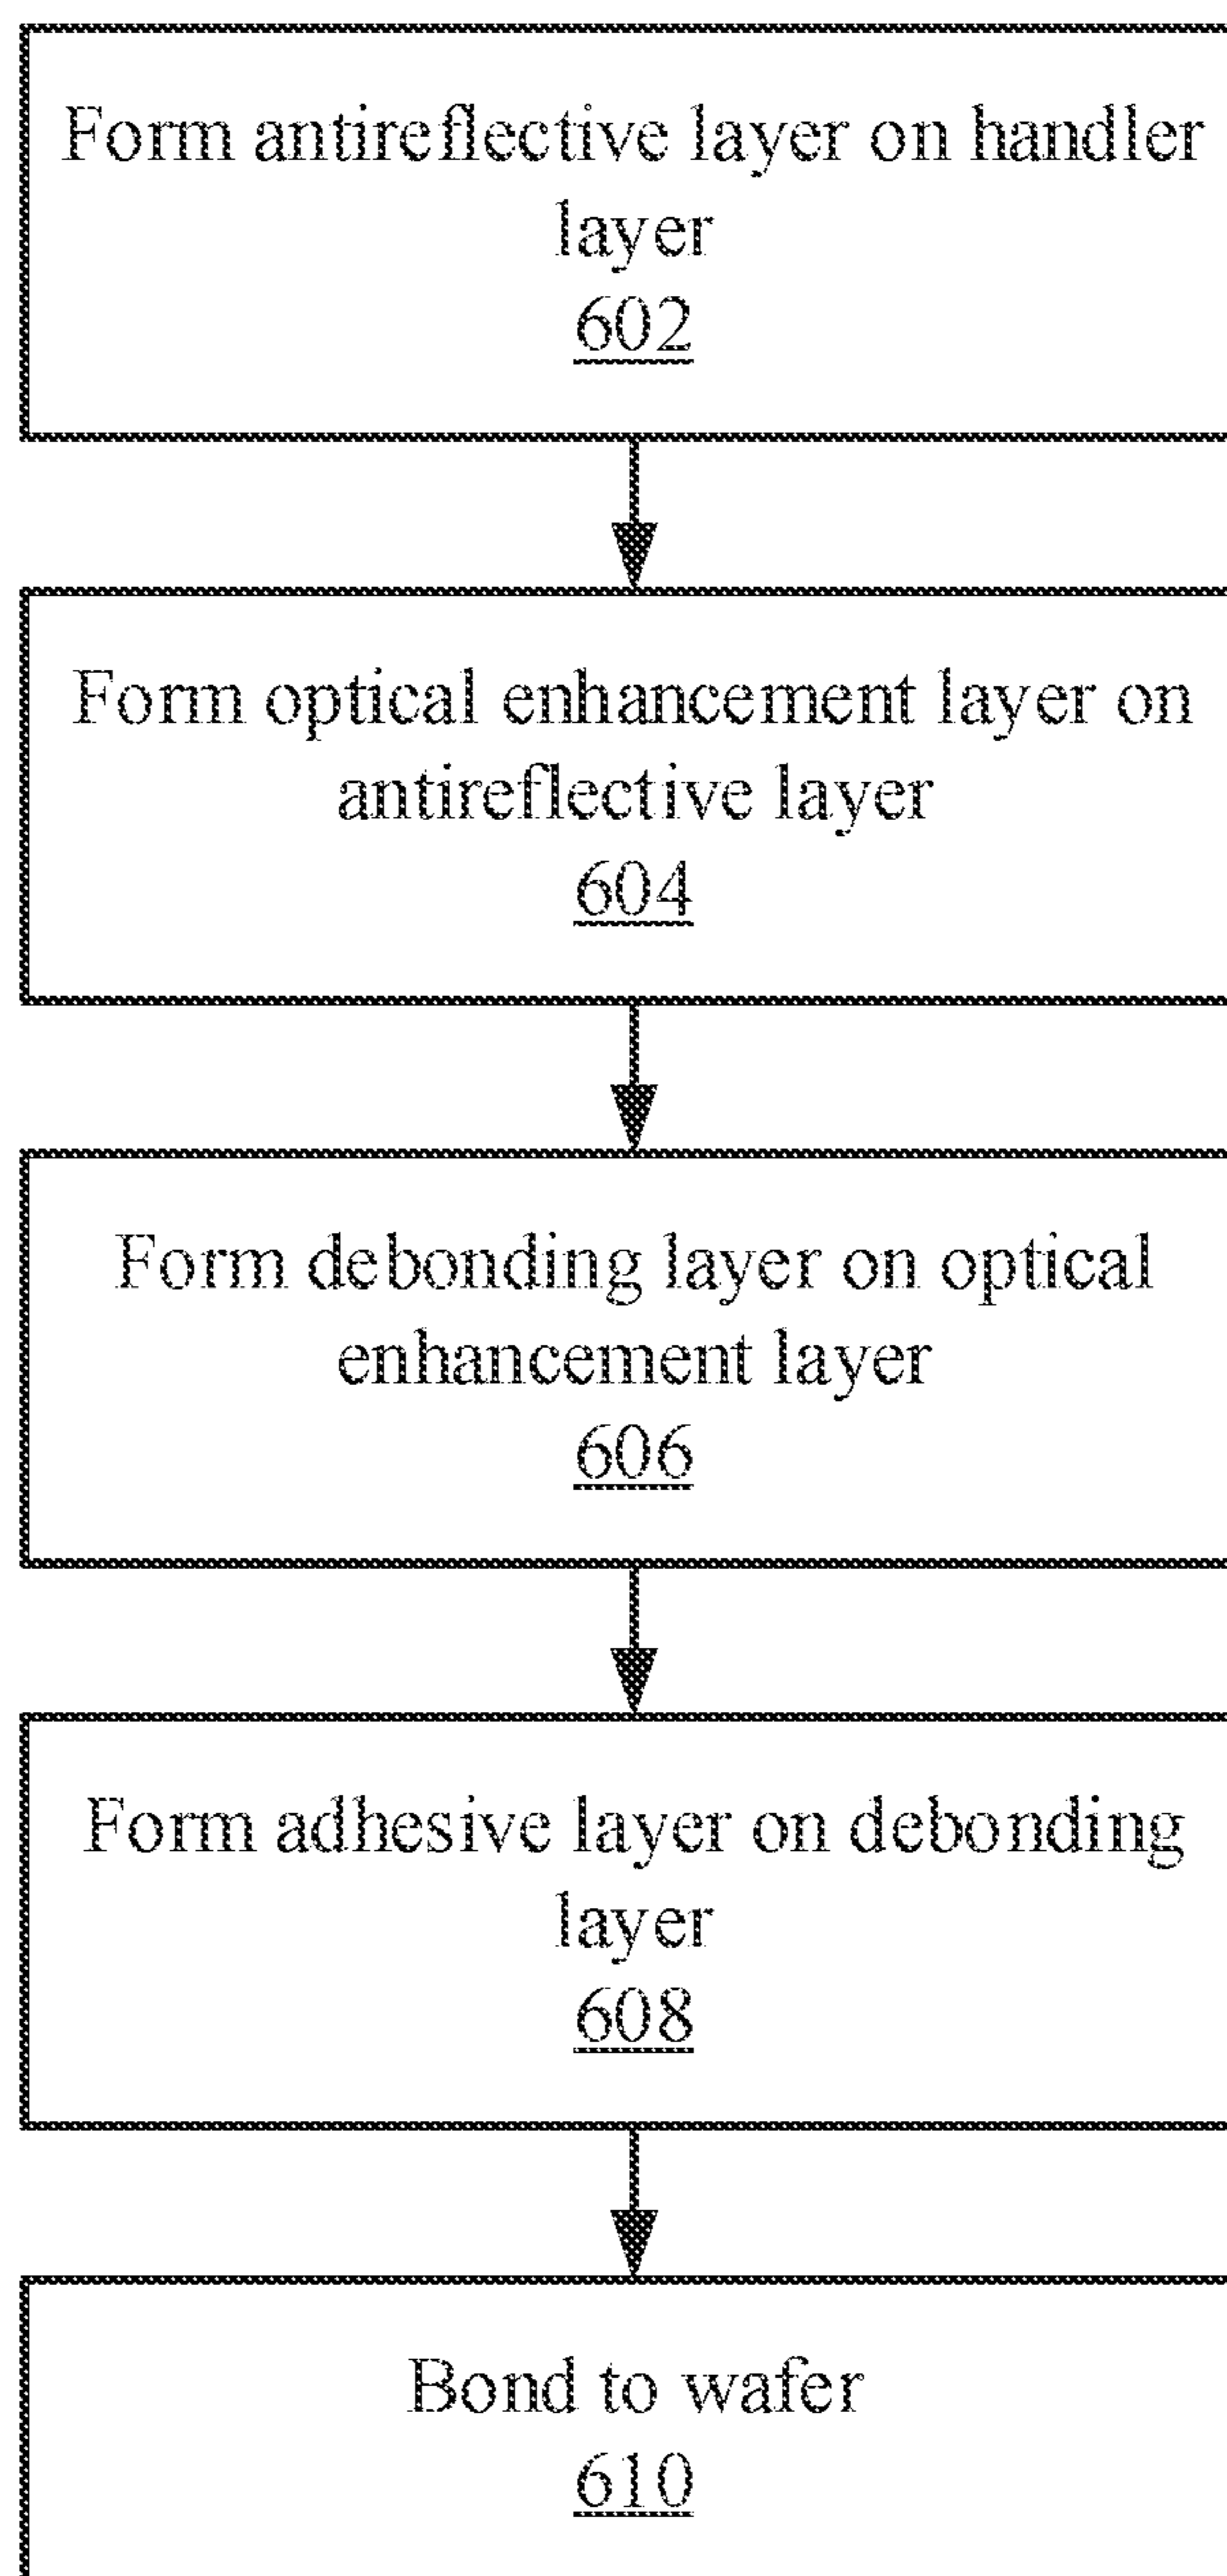 Form antireflective layer on handler
layer
602
Form optical enhancement layer on
antireflective layer
604
Form debonding layer on optical
enhancement layer
606
Form adhesive layer on debonding
layer
608
Bond to wafer
610